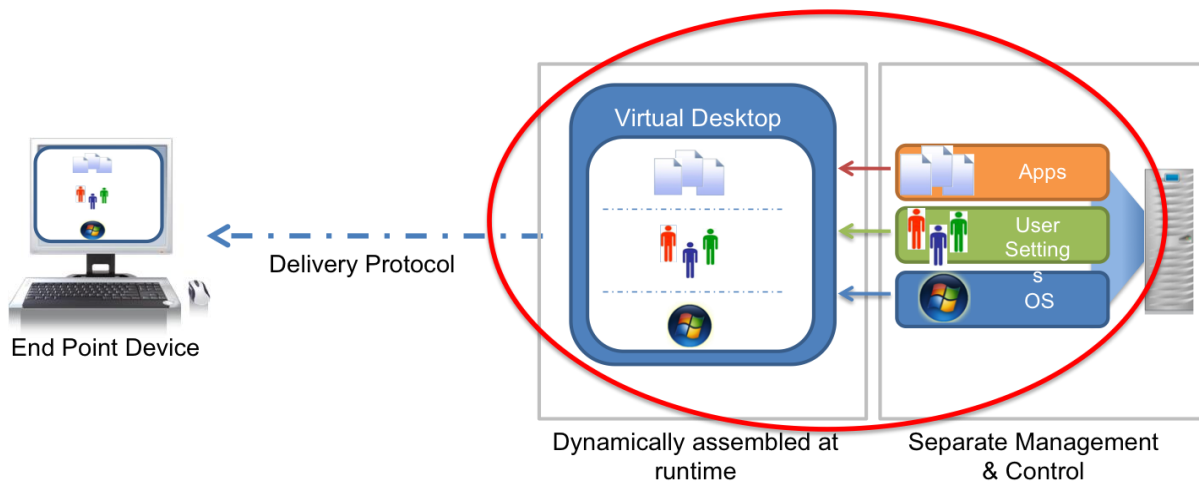 Virtual Desktop
Apps
User
Setting
s
OS
Delivery Protocol
End Point Device
Dynamically assembled at
runtime
Separate Management
& Control